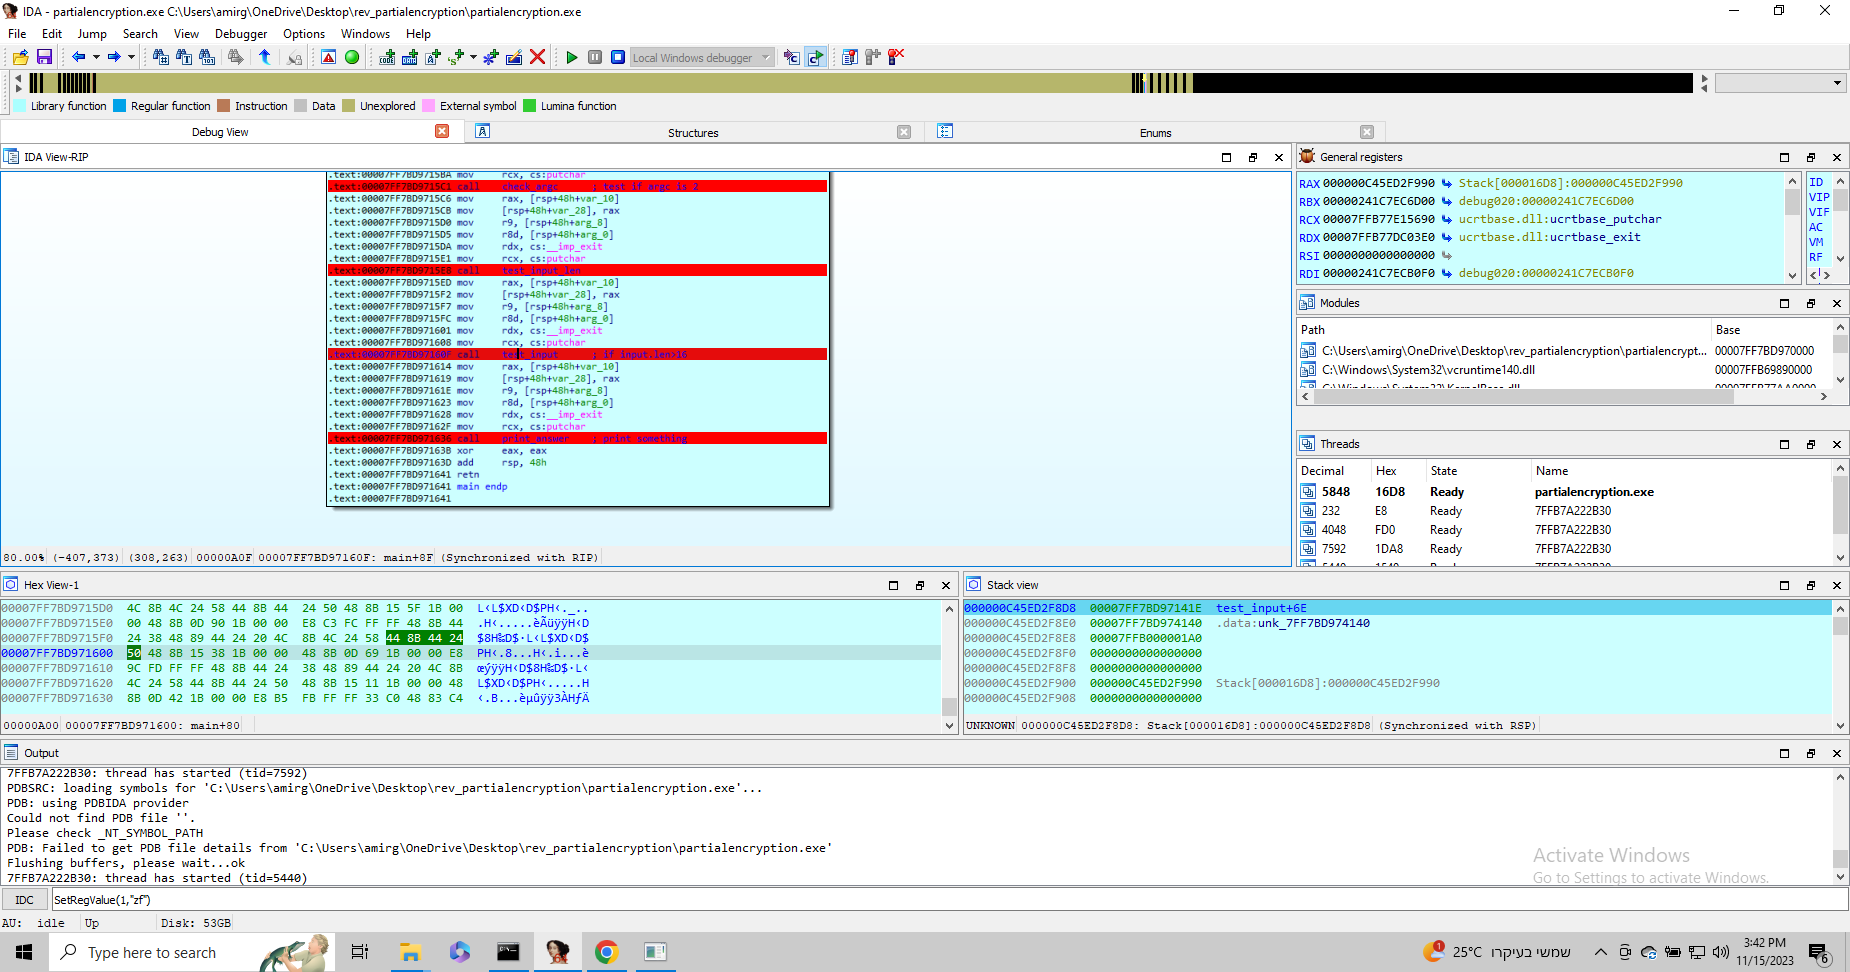 IDA - partialencryption.exe C:\Users\amirg\OneDrive\Desktop\rev_partialencryption\partialencryption.exe
File Edit Jump Search View Debugger Options Windows Help
Local Windows debugger
Library function Regular function Instruction Data Unexplored External symbol Lumina function
Debug View Structures Enums
IDA View-RIP
.text:00007FF7BD9715BA mov rcx, cs:putchar
.text:00007FF7BD9715C1 call check_argc ; test if argc is 2
.text:00007FF7BD9715C6 mov rax, [rsp+48h+var_10]
.text:00007FF7BD9715CB mov [rsp+48h+var_28], rax
.text:00007FF7BD9715D0 mov r9, [rsp+48h+arg_8]
.text:00007FF7BD9715D5 mov r8d, [rsp+48h+arg_0]
.text:00007FF7BD9715DA mov rdx, cs:__imp_exit
.text:00007FF7BD9715E1 mov rcx, cs:putchar
.text:00007FF7BD9715E8 call test_input_len
.text:00007FF7BD9715ED mov rax, [rsp+48h+var_10]
.text:00007FF7BD9715F2 mov [rsp+48h+var_28], rax
.text:00007FF7BD9715F7 mov r9, [rsp+48h+arg_8]
.text:00007FF7BD9715FC mov r8d, [rsp+48h+arg_0]
.text:00007FF7BD971601 mov rdx, cs:__imp_exit
.text:00007FF7BD971608 mov rcx, cs:putchar
.text:00007FF7BD97160F call test_input ; if input.len>16
.text:00007FF7BD971614 mov rax, [rsp+48h+var_10]
.text:00007FF7BD971619 mov [rsp+48h+var_28], rax
.text:00007FF7BD97161E mov r9, [rsp+48h+arg_8]
.text:00007FF7BD971623 mov r8d, [rsp+48h+arg_0]
.text:00007FF7BD971628 mov rdx, cs:__imp_exit
.text:00007FF7BD97162F mov rcx, cs:putchar
.text:00007FF7BD971636 call print_answer ; print something
.text:00007FF7BD97163B xor eax, eax
.text:00007FF7BD97163D add rsp, 48h
.text:00007FF7BD971641 retn
.text:00007FF7BD971641 main endp
.text:00007FF7BD971641
80.00% (-407,373) (308,263) 00000A0F 00007FF7BD97160F: main+8F (Synchronized with RIP)
General registers
RAX 000000C45ED2F990 Stack[000016D8]:000000C45ED2F990
RBX 00000241C7EC6D00 debug020:00000241C7EC6D00
RCX 00007FFB77E15690 ucrtbase.dll:ucrtbase_putchar
RDX 00007FFB77DC03E0 ucrtbase.dll:ucrtbase_exit
RSI 0000000000000000
RDI 00000241C7ECB0F0 debug020:00000241C7ECB0F0
ID
VIP
VIF
AC
VM
RF
Modules
Path Base
C:\Users\amirg\OneDrive\Desktop\rev_partialencryption\partialencrypt... 00007FF7BD970000
C:\Windows\System32\vcruntime140.dll 00007FFB69890000
C:\Windows\System32\KernelBase.dll 00007FFB77AA0000
Threads
Decimal Hex State Name
5848 16D8 Ready partialencryption.exe
232 E8 Ready 7FFB7A222B30
4048 FD0 Ready 7FFB7A222B30
7592 1DA8 Ready 7FFB7A222B30
5440 1540 Ready 7FFB7A222B30
Hex View-1
00007FF7BD9715D0 4C 8B 4C 24 58 44 8B 44 24 50 48 8B 15 5F 1B 00 L‹L$XD‹D$PH‹._..
00007FF7BD9715E0 00 48 8B 0D 90 1B 00 00 E8 C3 FC FF FF 48 8B 44 .H‹.....èÃüÿÿH‹D
00007FF7BD9715F0 24 38 48 89 44 24 20 4C 8B 4C 24 58 44 8B 44 24 $8H‰D$·L‹L$XD‹D$
00007FF7BD971600 50 48 8B 15 38 1B 00 00 48 8B 0D 69 1B 00 00 E8 PH‹.8...H‹.i...è
00007FF7BD971610 9C FD FF FF 48 8B 44 24 38 48 89 44 24 20 4C 8B œýÿÿH‹D$8H‰D$·L‹
00007FF7BD971620 4C 24 58 44 8B 44 24 50 48 8B 15 11 1B 00 00 48 L$XD‹D$PH‹.....H
00007FF7BD971630 8B 0D 42 1B 00 00 E8 B5 FB FF FF 33 C0 48 83 C4 ‹.B...èµûÿÿ3ÀHƒÄ
00000A00 00007FF7BD971600: main+80
Stack view
000000C45ED2F8D8 00007FF7BD97141E test_input+6E
000000C45ED2F8E0 00007FF7BD974140 .data:unk_7FF7BD974140
000000C45ED2F8E8 00007FFB000001A0
000000C45ED2F8F0 0000000000000000
000000C45ED2F8F8 0000000000000000
000000C45ED2F900 000000C45ED2F990 Stack[000016D8]:000000C45ED2F990
000000C45ED2F908 0000000000000000
UNKNOWN 000000C45ED2F8D8: Stack[000016D8]:000000C45ED2F8D8 (Synchronized with RSP)
Output
7FFB7A222B30: thread has started (tid=7592)
PDBSRC: loading symbols for 'C:\Users\amirg\OneDrive\Desktop\rev_partialencryption\partialencryption.exe'...
PDB: using PDBIDA provider
Could not find PDB file ''.
Please check _NT_SYMBOL_PATH
PDB: Failed to get PDB file details from 'C:\Users\amirg\OneDrive\Desktop\rev_partialencryption\partialencryption.exe'
Flushing buffers, please wait...ok
7FFB7A222B30: thread has started (tid=5440)
Activate Windows
Go to Settings to activate Windows.
IDC SetRegValue(1,"zf")
AU: idle Up Disk: 53GB
Type here to search
1 25°C שמשי בעיקרו
3:42 PM
11/15/2023
6